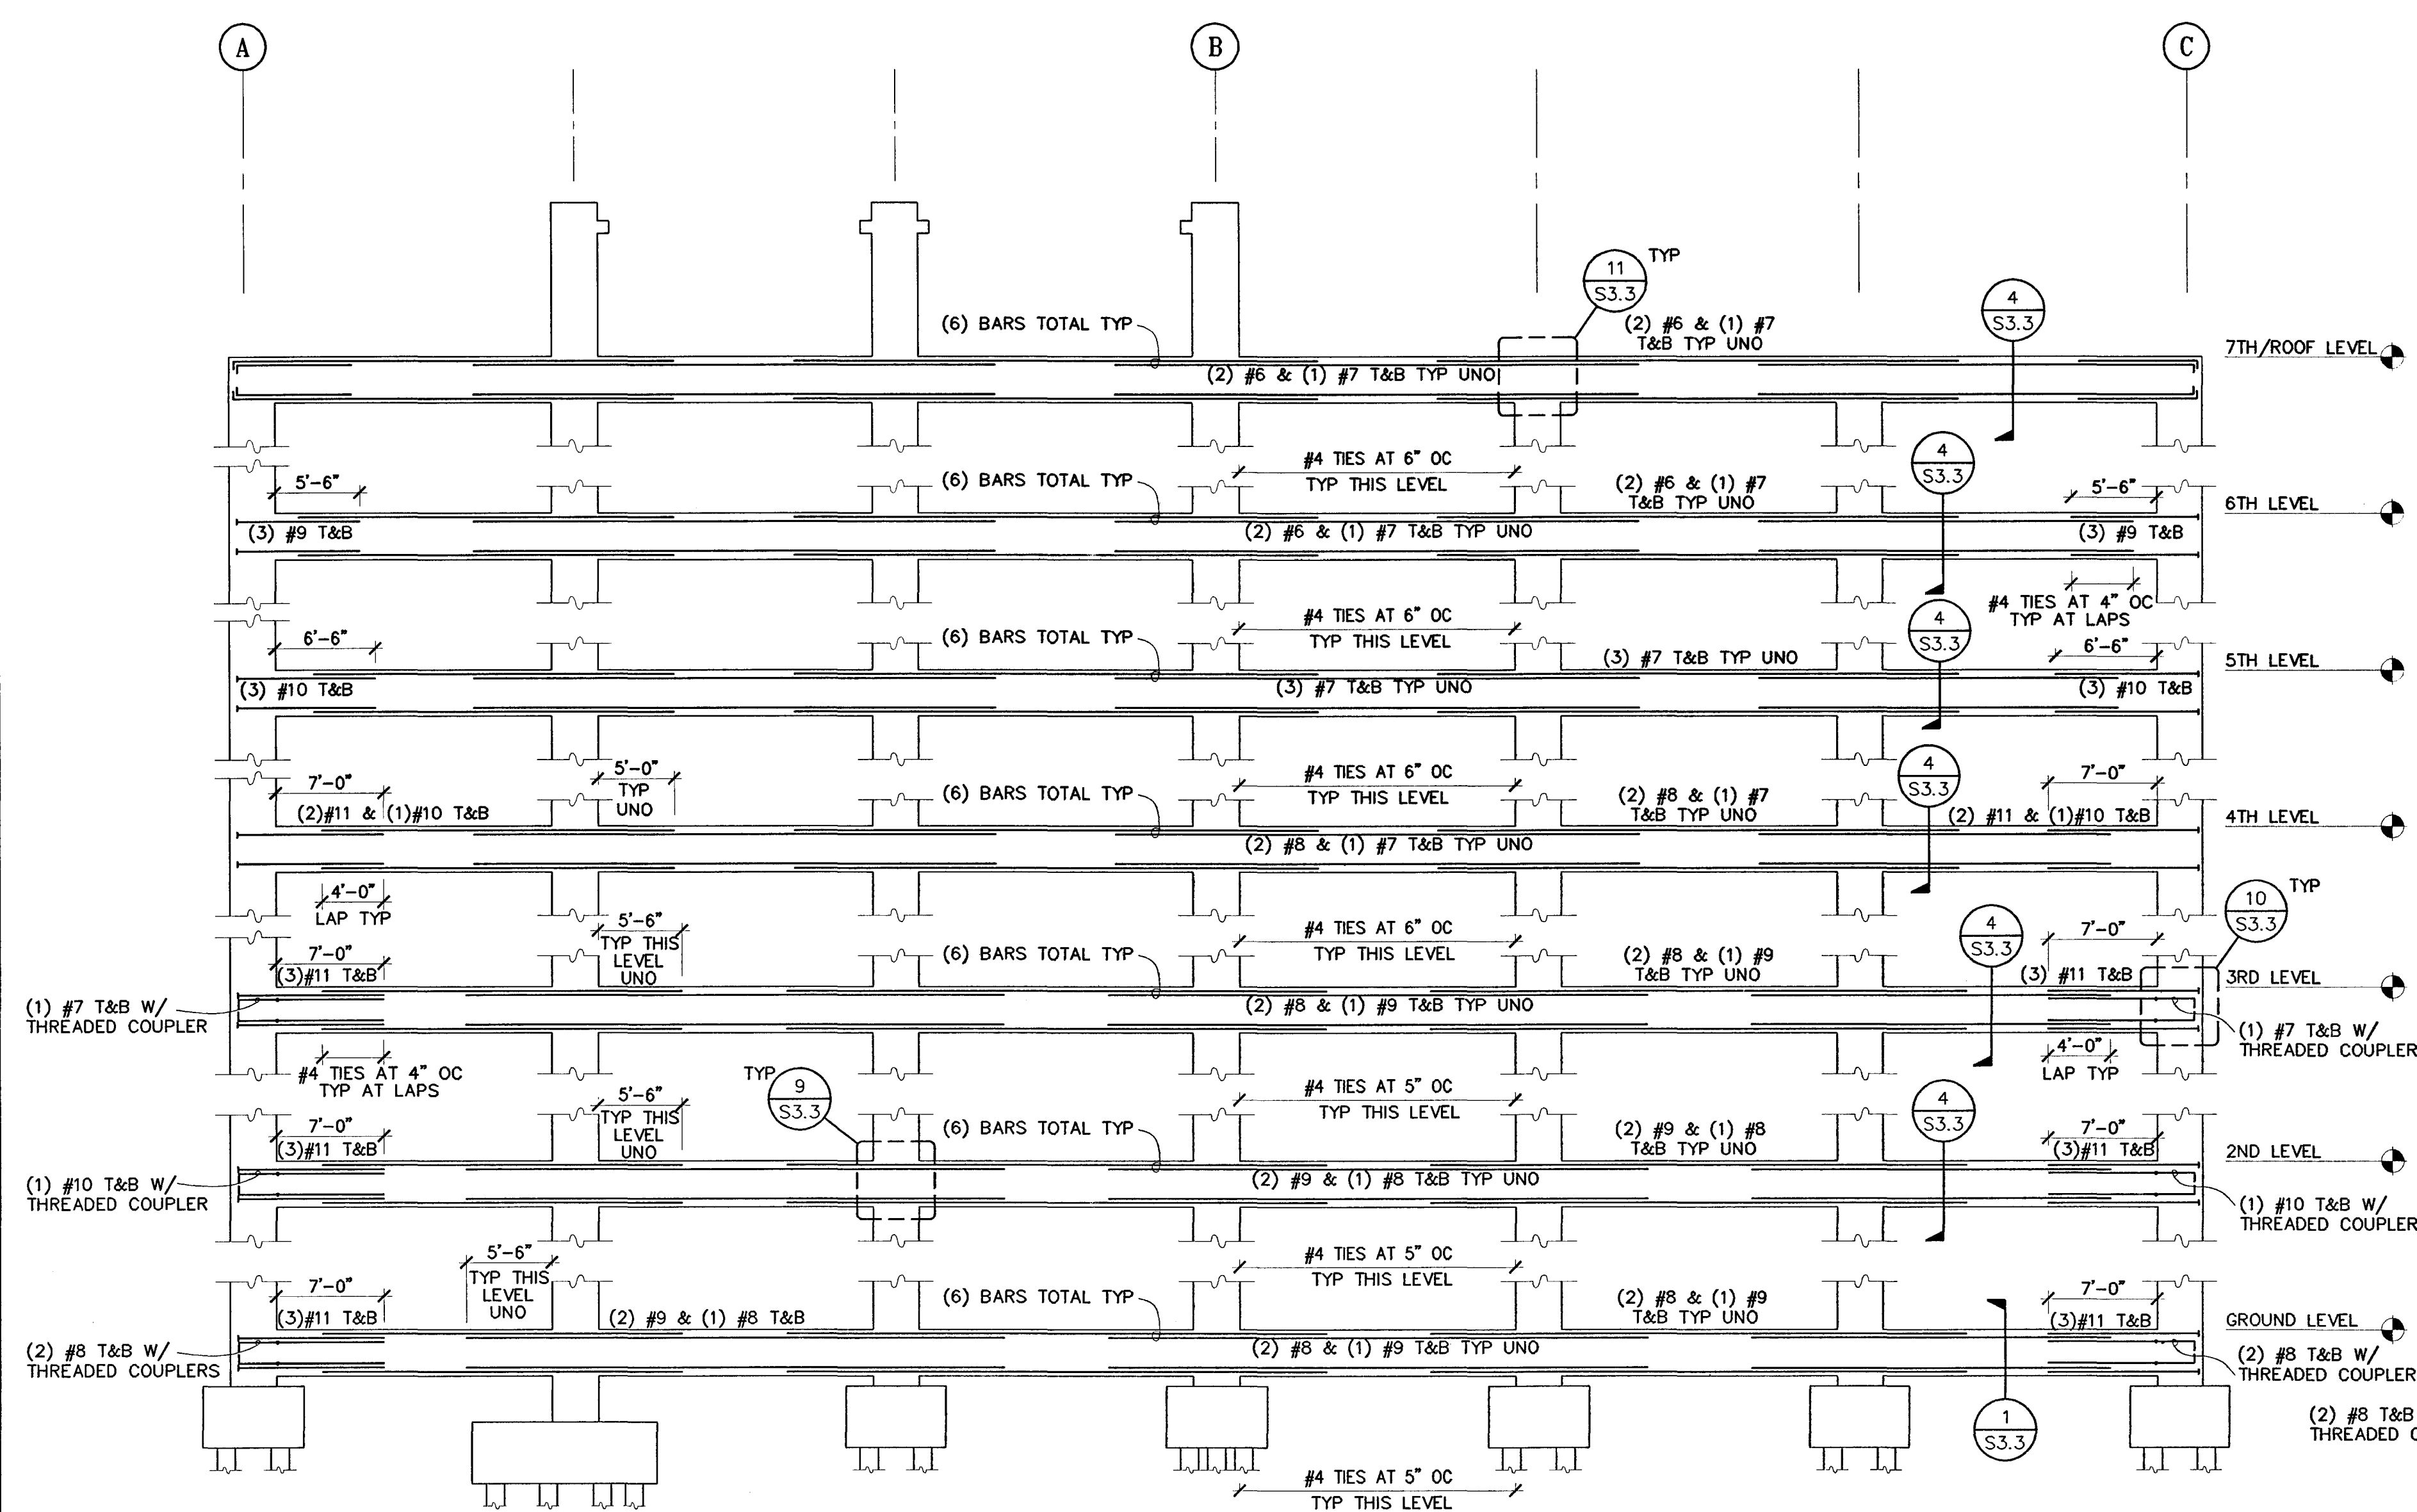 A
B
C
11
S3.3
TYP
4
S3.3
(6) BARS TOTAL TYP
(2) #6 & (1) #7
T&B TYP UNO
7TH/ROOF LEVEL
(2) #6 & (1) #7 T&B TYP UNO
4
S3.3
#4 TIES AT 6" OC
TYP THIS LEVEL
5'-6"
(6) BARS TOTAL TYP
(2) #6 & (1) #7
T&B TYP UNO
5'-6"
6TH LEVEL
(3) #9 T&B
(2) #6 & (1) #7 T&B TYP UNO
(3) #9 T&B
#4 TIES AT 4" OC
TYP AT LAPS
4
S3.3
#4 TIES AT 6" OC
TYP THIS LEVEL
6'-6"
(6) BARS TOTAL TYP
(3) #7 T&B TYP UNO
6'-6"
5TH LEVEL
(3) #10 T&B
(3) #7 T&B TYP UNO
(3) #10 T&B
4
S3.3
7'-0"
5'-0"
TYP
UNO
#4 TIES AT 6" OC
TYP THIS LEVEL
7'-0"
(2)#11 & (1)#10 T&B
(6) BARS TOTAL TYP
(2) #8 & (1) #7
T&B TYP UNO
(2) #11 & (1)#10 T&B
4TH LEVEL
(2) #8 & (1) #7 T&B TYP UNO
4'-0"
LAP TYP
10
S3.3
TYP
4
S3.3
7'-0"
(3)#11 T&B
5'-6"
TYP THIS
LEVEL
UNO
(6) BARS TOTAL TYP
#4 TIES AT 6" OC
TYP THIS LEVEL
(2) #8 & (1) #9
T&B TYP UNO
7'-0"
(3) #11 T&B
3RD LEVEL
(1) #7 T&B W/
THREADED COUPLER
(2) #8 & (1) #9 T&B TYP UNO
(1) #7 T&B W/
THREADED COUPLER
4'-0"
LAP TYP
#4 TIES AT 4" OC
TYP AT LAPS
TYP
9
S3.3
#4 TIES AT 5" OC
TYP THIS LEVEL
4
S3.3
7'-0"
(3)#11 T&B
5'-6"
TYP THIS
LEVEL
UNO
(6) BARS TOTAL TYP
(2) #9 & (1) #8
T&B TYP UNO
7'-0"
(3)#11 T&B
2ND LEVEL
(1) #10 T&B W/
THREADED COUPLER
(2) #9 & (1) #8 T&B TYP UNO
(1) #10 T&B W/
THREADED COUPLER
#4 TIES AT 5" OC
TYP THIS LEVEL
7'-0"
(3)#11 T&B
5'-6"
TYP THIS
LEVEL
UNO
(2) #9 & (1) #8 T&B
(6) BARS TOTAL TYP
(2) #8 & (1) #9
T&B TYP UNO
7'-0"
(3)#11 T&B
GROUND LEVEL
(2) #8 T&B W/
THREADED COUPLERS
(2) #8 & (1) #9 T&B TYP UNO
(2) #8 T&B W/
THREADED COUPLER
1
S3.3
(2) #8 T&B
THREADED
#4 TIES AT 5" OC
TYP THIS LEVEL